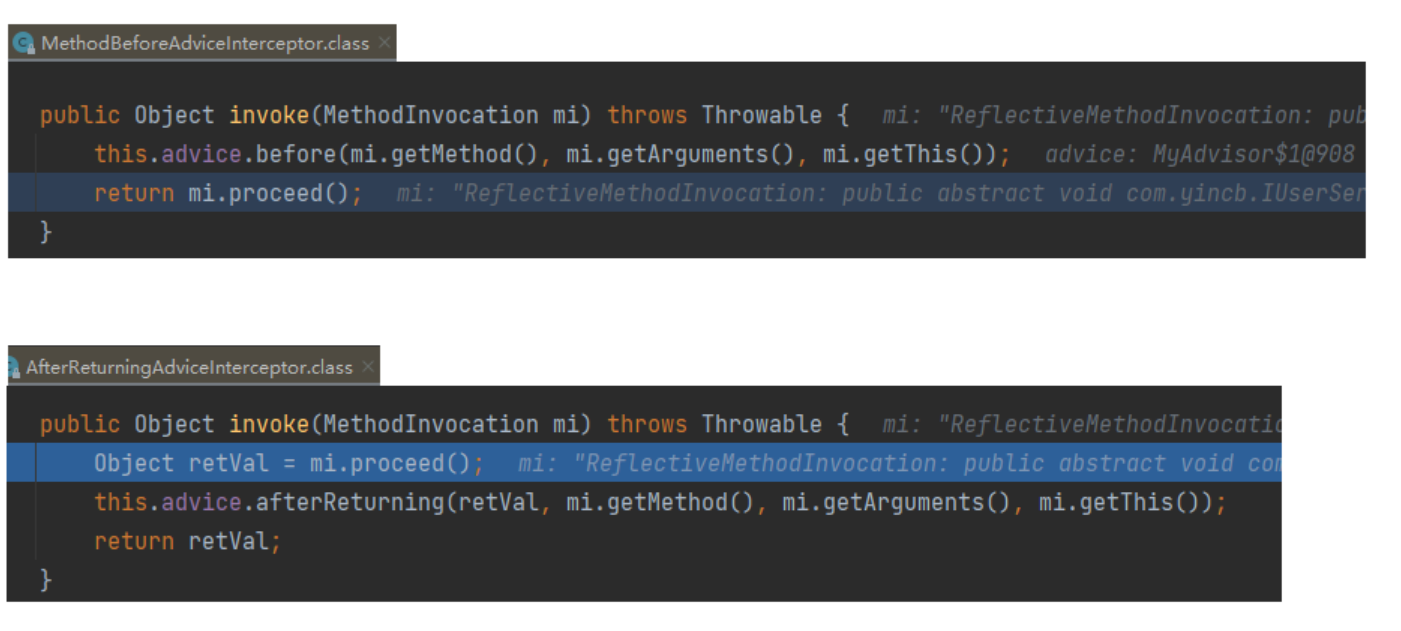 MethodBeforeAdviceInterceptor.class
public Object invoke(MethodInvocation mi) throws Throwable {   mi: "ReflectiveMethodInvocation: pub
this.advice.before(mi.getMethod(), mi.getArguments(), mi.getThis());   advice: MyAdvisor$1@908
return mi.proceed();   mi: "ReflectiveMethodInvocation: public abstract void com.yincb.IUserSer
}
AfterReturningAdviceInterceptor.class
public Object invoke(MethodInvocation mi) throws Throwable {   mi: "ReflectiveMethodInvocatio
Object retVal = mi.proceed();   mi: "ReflectiveMethodInvocation: public abstract void com
this.advice.afterReturning(retVal, mi.getMethod(), mi.getArguments(), mi.getThis());
return retVal;
}